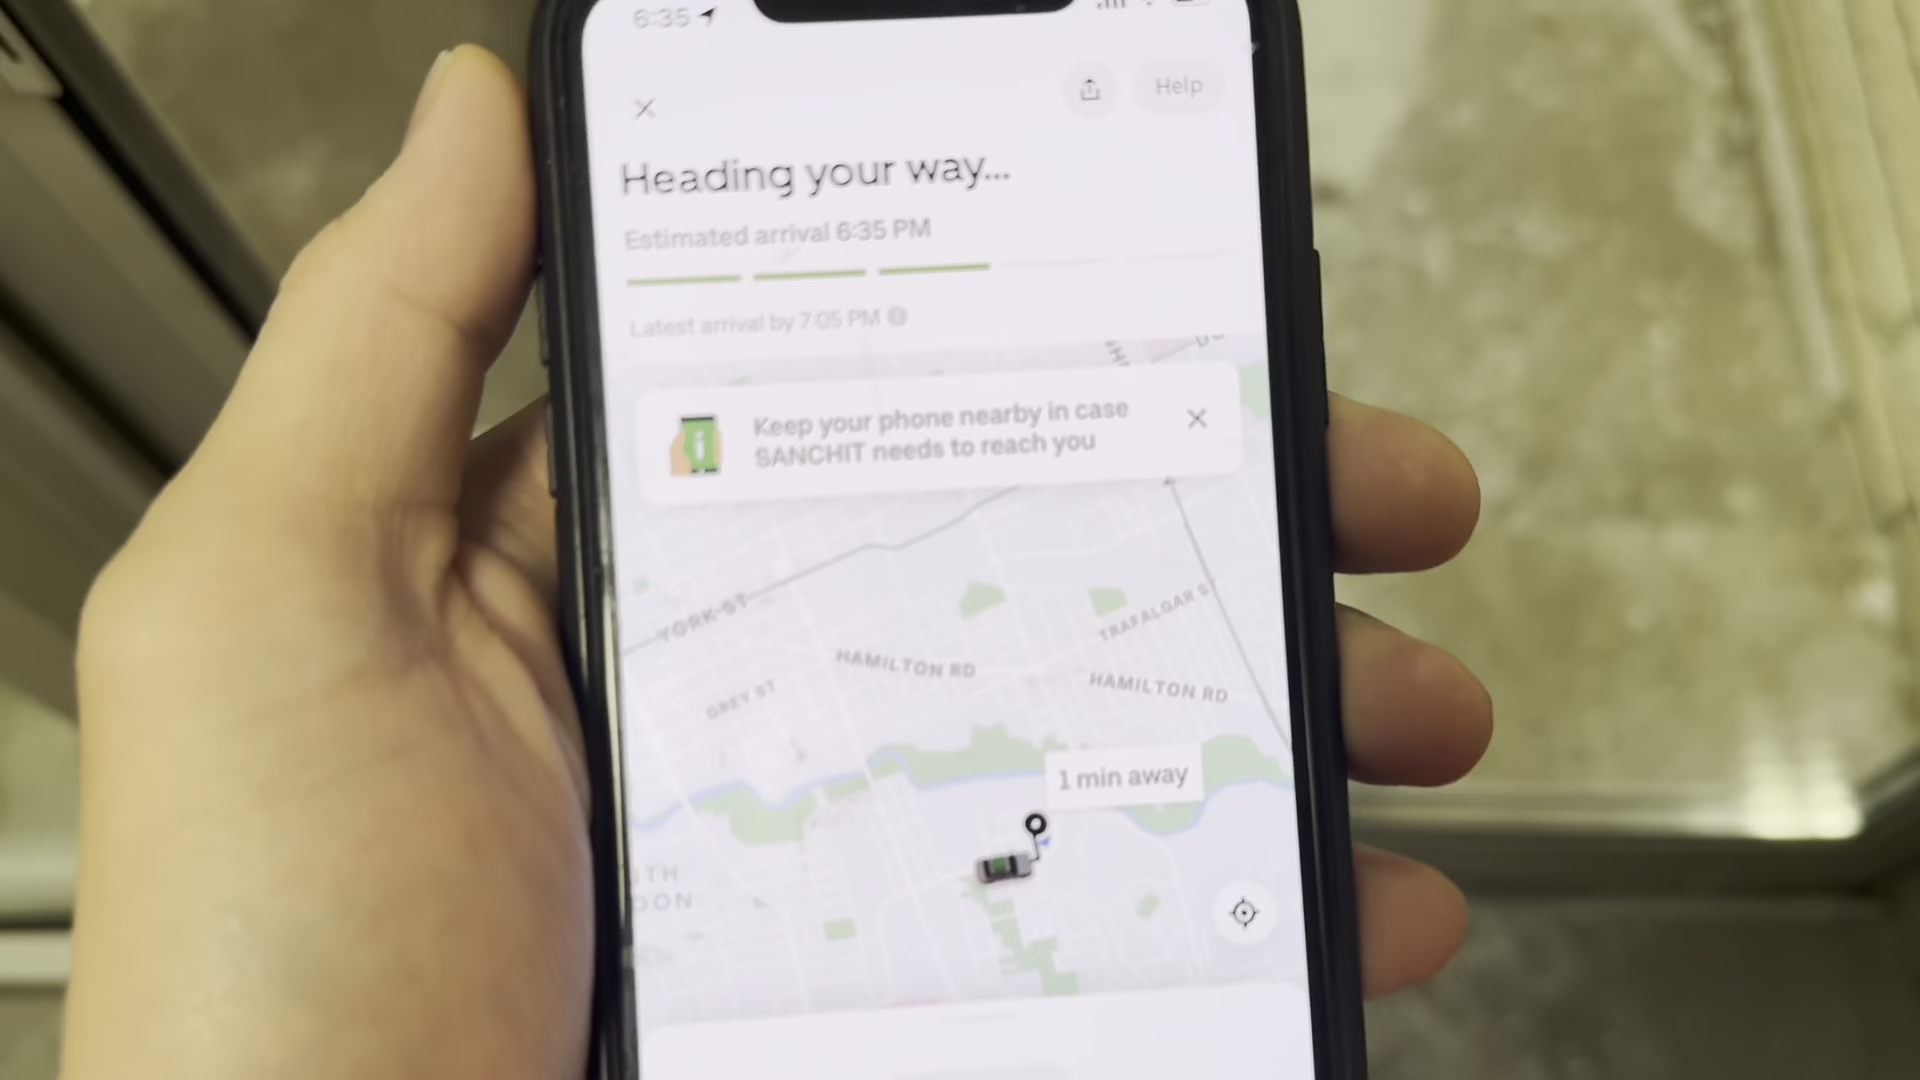 6:35
Help
Heading your way...
Estimated arrival 6:35 PM
Latest arrival by 7:05 PM
Keep your phone nearby in case
SANCHIT needs to reach you
YORK ST
TRAFALGAR ST
HAMILTON RD
HAMILTON RD
GREY ST
1 min away